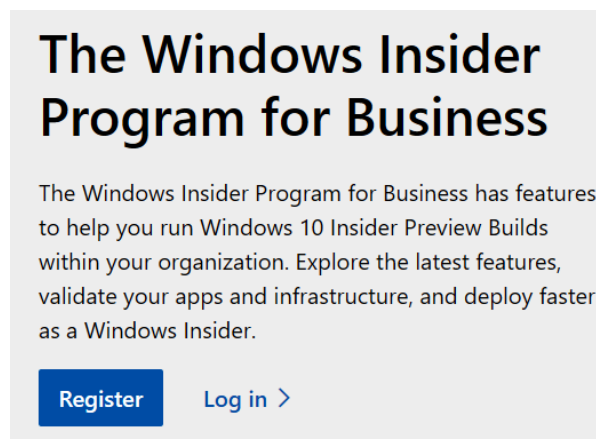 The Windows Insider
Program for Business
The Windows Insider Program for Business has features
to help you run Windows 10 Insider Preview Builds
within your organization. Explore the latest features,
validate your apps and infrastructure, and deploy faster
as a Windows Insider.
Register Log in